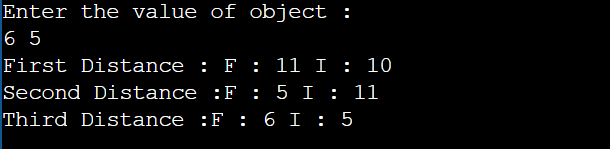 Enter the value of object :
6 5
First Distance : F : 11 I : 10
Second Distance :F : 5 I : 11
Third Distance :F : 6 I : 5